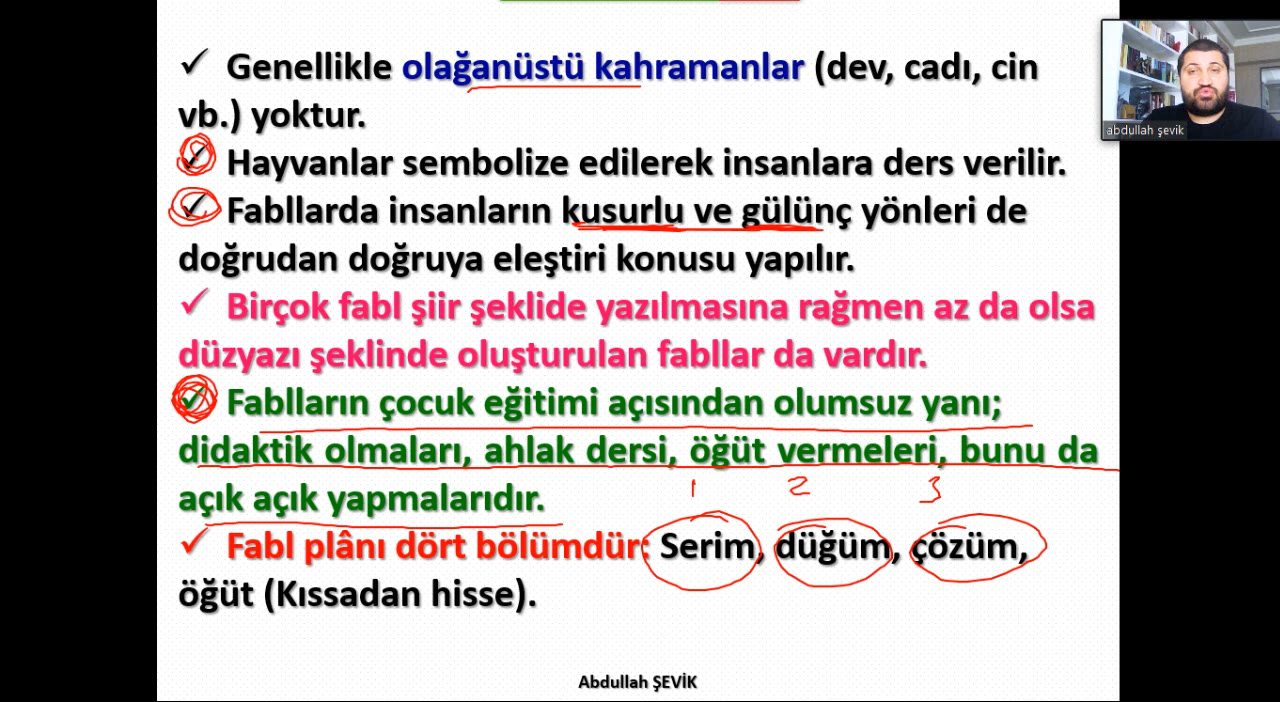 ✓ Genellikle olağanüstü kahramanlar (dev, cadı, cin
vb.) yoktur.
✓ Hayvanlar sembolize edilerek insanlara ders verilir.
✓ Fabllarda insanların kusurlu ve gülünç yönleri de
doğrudan doğruya eleştiri konusu yapılır.
✓ Birçok fabl şiir şeklide yazılmasına rağmen az da olsa
düzyazı şeklinde oluşturulan fabllar da vardır.
✓ Fablların çocuk eğitimi açısından olumsuz yanı;
didaktik olmaları, ahlak dersi, öğüt vermeleri, bunu da
açık açık yapmalarıdır.
1 2 3
✓ Fabl plânı dört bölümdür: Serim, düğüm, çözüm,
öğüt (Kıssadan hisse).
Abdullah ŞEVİK
abdullah şevik